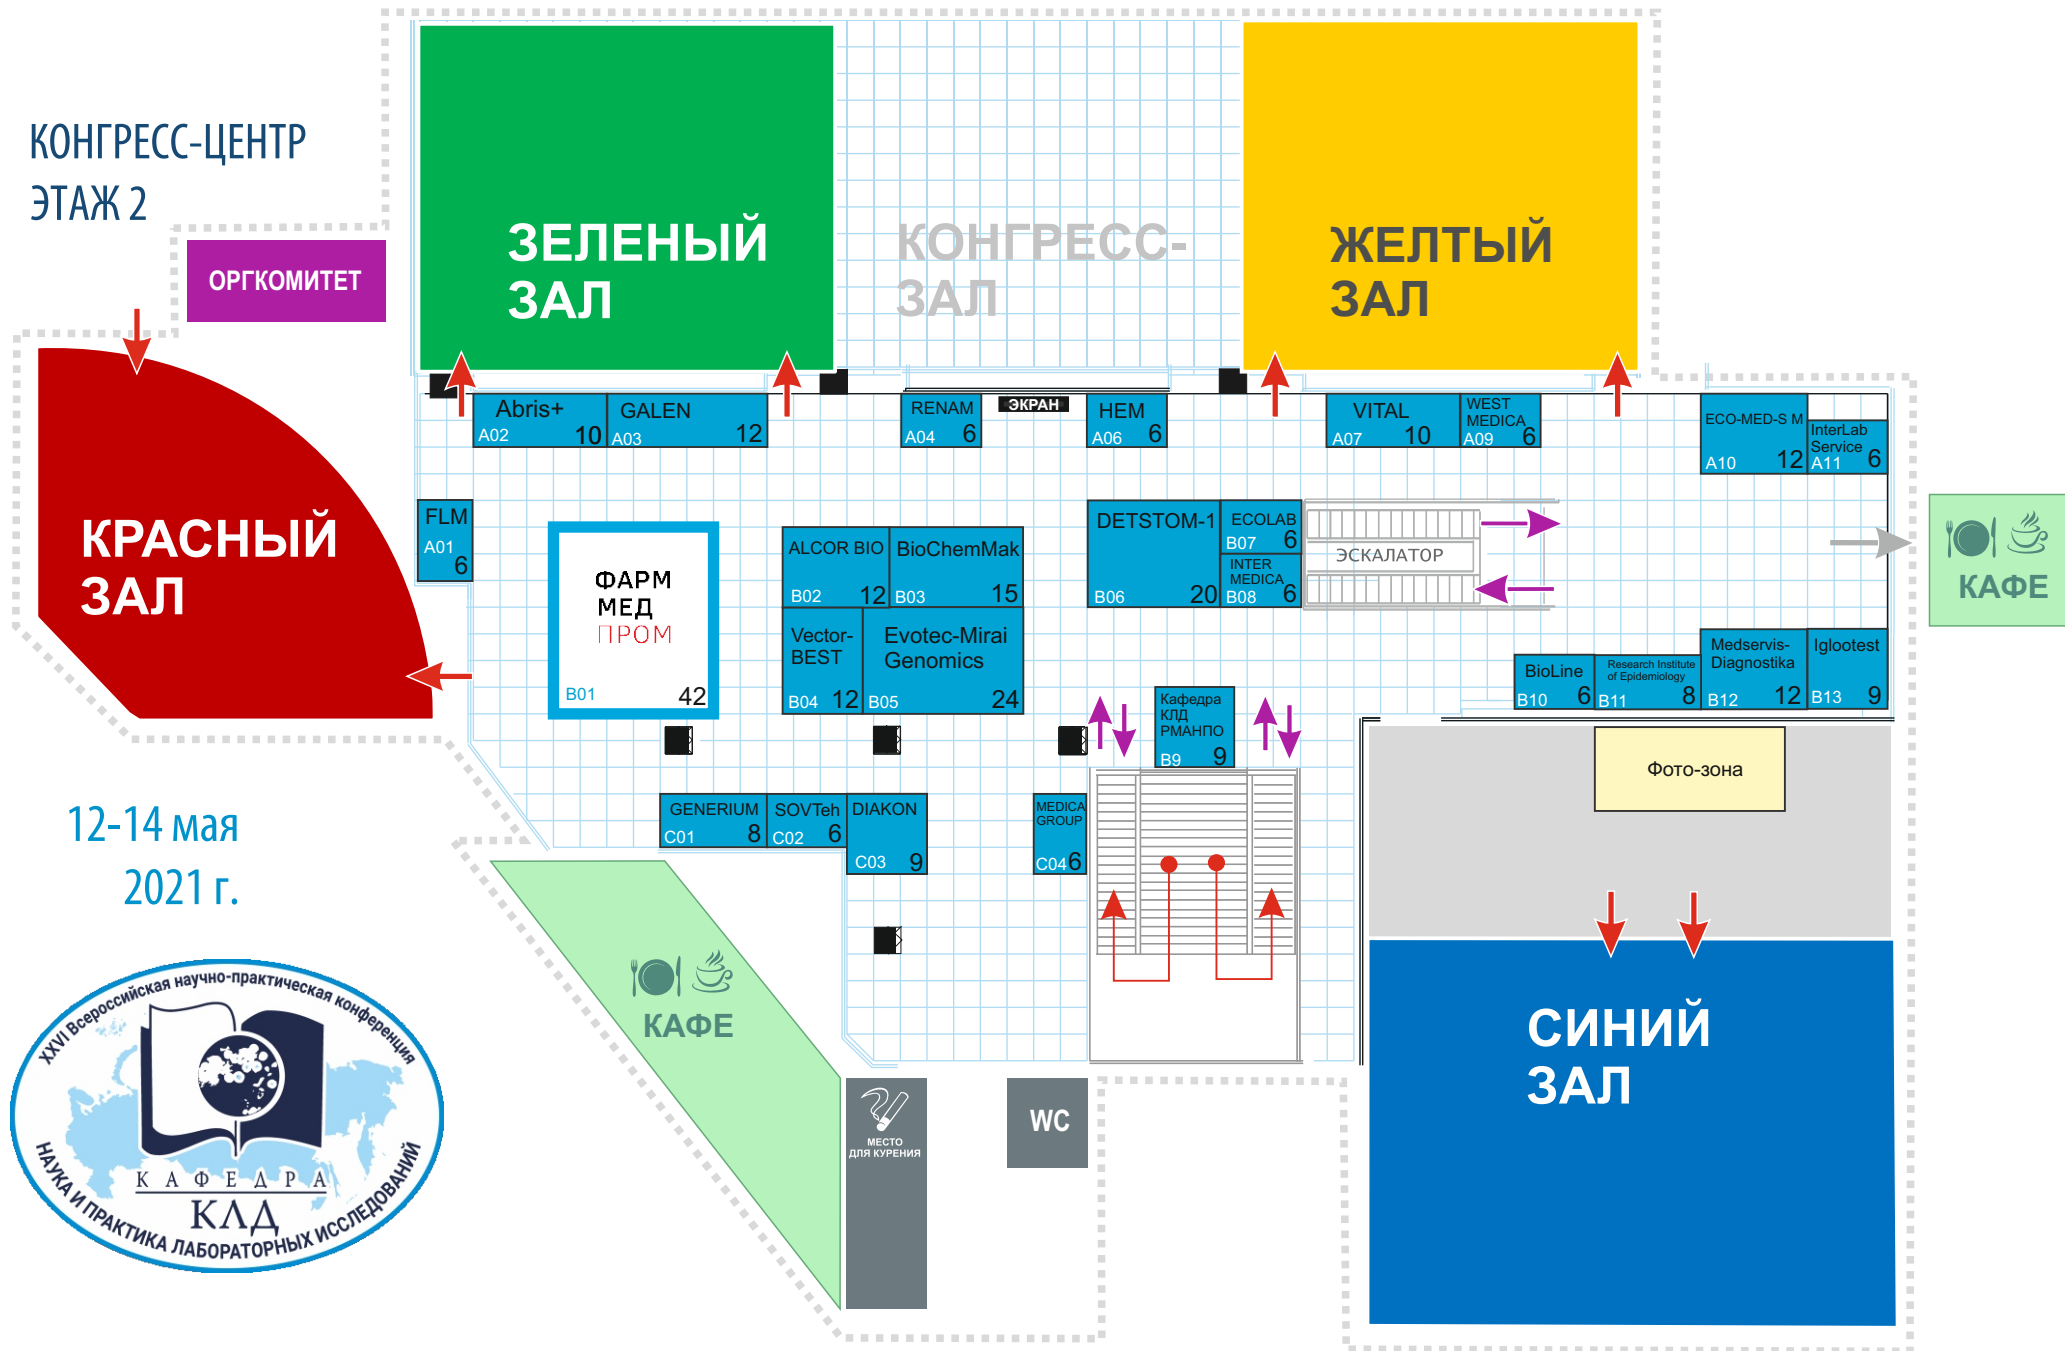 КОНГРЕСС-ЦЕНТР
ЭТАЖ 2
ОРГКОМИТЕТ
ЗЕЛЕНЫЙ
ЗАЛ
КОНГРЕСС-
ЗАЛ
ЖЕЛТЫЙ
ЗАЛ
КРАСНЫЙ
ЗАЛ
Abris+
A02 10
GALEN
A03 12
RENAM
A04 6
ЭКРАН
HEM
A06 6
VITAL
A07 10
WEST
MEDICA
A09 6
ECO-MED-S M
A10 12
InterLab
Service
A11 6
FLM
A01
6
ФАРМ
МЕД
ПРОМ
B01 42
ALCOR BIO
B02 12
BioChemMak
B03 15
Vector-
BEST
B04 12
Evotec-Mirai
Genomics
B05 24
DETSTOM-1
B06 20
ECOLAB
B07 6
INTER
MEDICA
B08 6
ЭСКАЛАТОР
КАФЕ
BioLine
B10 6
Research Institute
of Epidemiology
B11 8
Medservis-
Diagnostika
B12 12
Iglootest
B13 9
Кафедра
КЛД
РМАНПО
B9 9
Фото-зона
GENERIUM
C01 8
SOVTeh
C02 6
DIAKON
C03 9
MEDICA
GROUP
C04 6
12-14 мая
2021 г.
КАФЕ
МЕСТО
ДЛЯ КУРЕНИЯ
WC
СИНИЙ
ЗАЛ
XXVI Всероссийская научно-практическая конференция
КАФЕДРА
КЛД
НАУКА И ПРАКТИКА ЛАБОРАТОРНЫХ ИССЛЕДОВАНИЙ